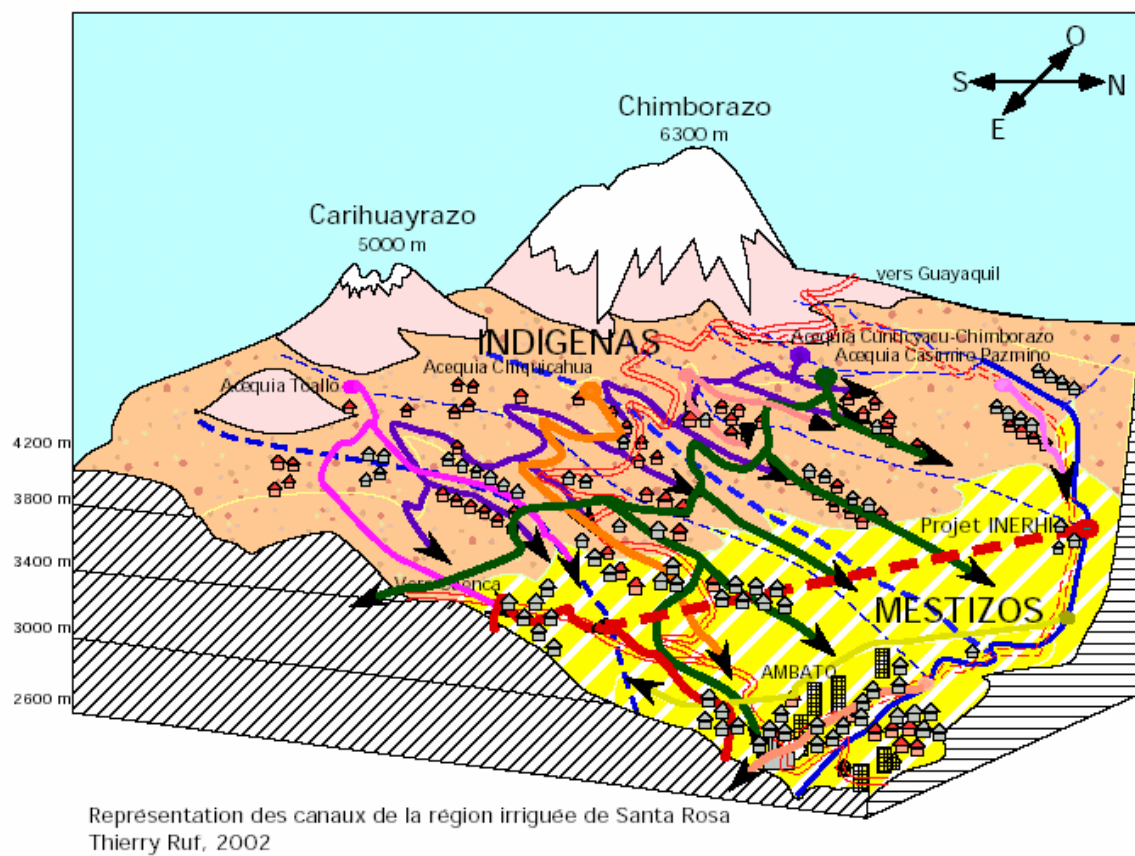 O
S
N
E
Chimborazo
6300 m
Carihuayrazo
5000 m
vers Guayaquil
INDIGENAS
Acequia Cunucyacu-Chimborazo
Acequia Casimiro Pazmino
Acequia Chiquicahua
Acequia Toallo
4200 m
3800 m
Projet INERHI
3400 m
MESTIZOS
3000 m
AMBATO
2600 m
Représentation des canaux de la région irriguée de Santa Rosa
Thierry Ruf, 2002